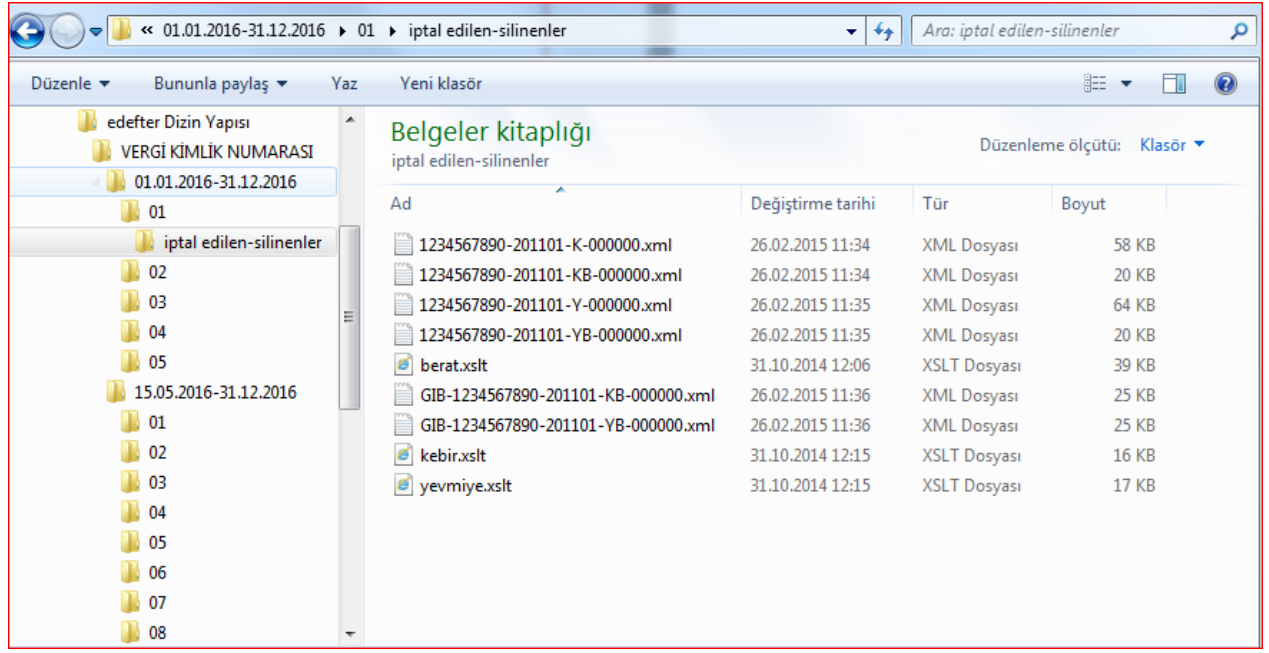 « 01.01.2016-31.12.2016 ▸ 01 ▸ iptal edilen-silinenler
Ara: iptal edilen-silinenler
Düzenle Bununla paylaş Yaz Yeni klasör
edefter Dizin Yapısı
VERGİ KİMLİK NUMARASI
01.01.2016-31.12.2016
01
iptal edilen-silinenler
02
03
04
05
15.05.2016-31.12.2016
01
02
03
04
05
06
07
08
Belgeler kitaplığı
iptal edilen-silinenler
Düzenleme ölçütü: Klasör
Ad Değiştirme tarihi Tür Boyut
1234567890-201101-K-000000.xml 26.02.2015 11:34 XML Dosyası 58 KB
1234567890-201101-KB-000000.xml 26.02.2015 11:34 XML Dosyası 20 KB
1234567890-201101-Y-000000.xml 26.02.2015 11:35 XML Dosyası 64 KB
1234567890-201101-YB-000000.xml 26.02.2015 11:35 XML Dosyası 20 KB
berat.xslt 31.10.2014 12:06 XSLT Dosyası 39 KB
GIB-1234567890-201101-KB-000000.xml 26.02.2015 11:36 XML Dosyası 25 KB
GIB-1234567890-201101-YB-000000.xml 26.02.2015 11:36 XML Dosyası 25 KB
kebir.xslt 31.10.2014 12:15 XSLT Dosyası 16 KB
yevmiye.xslt 31.10.2014 12:15 XSLT Dosyası 17 KB